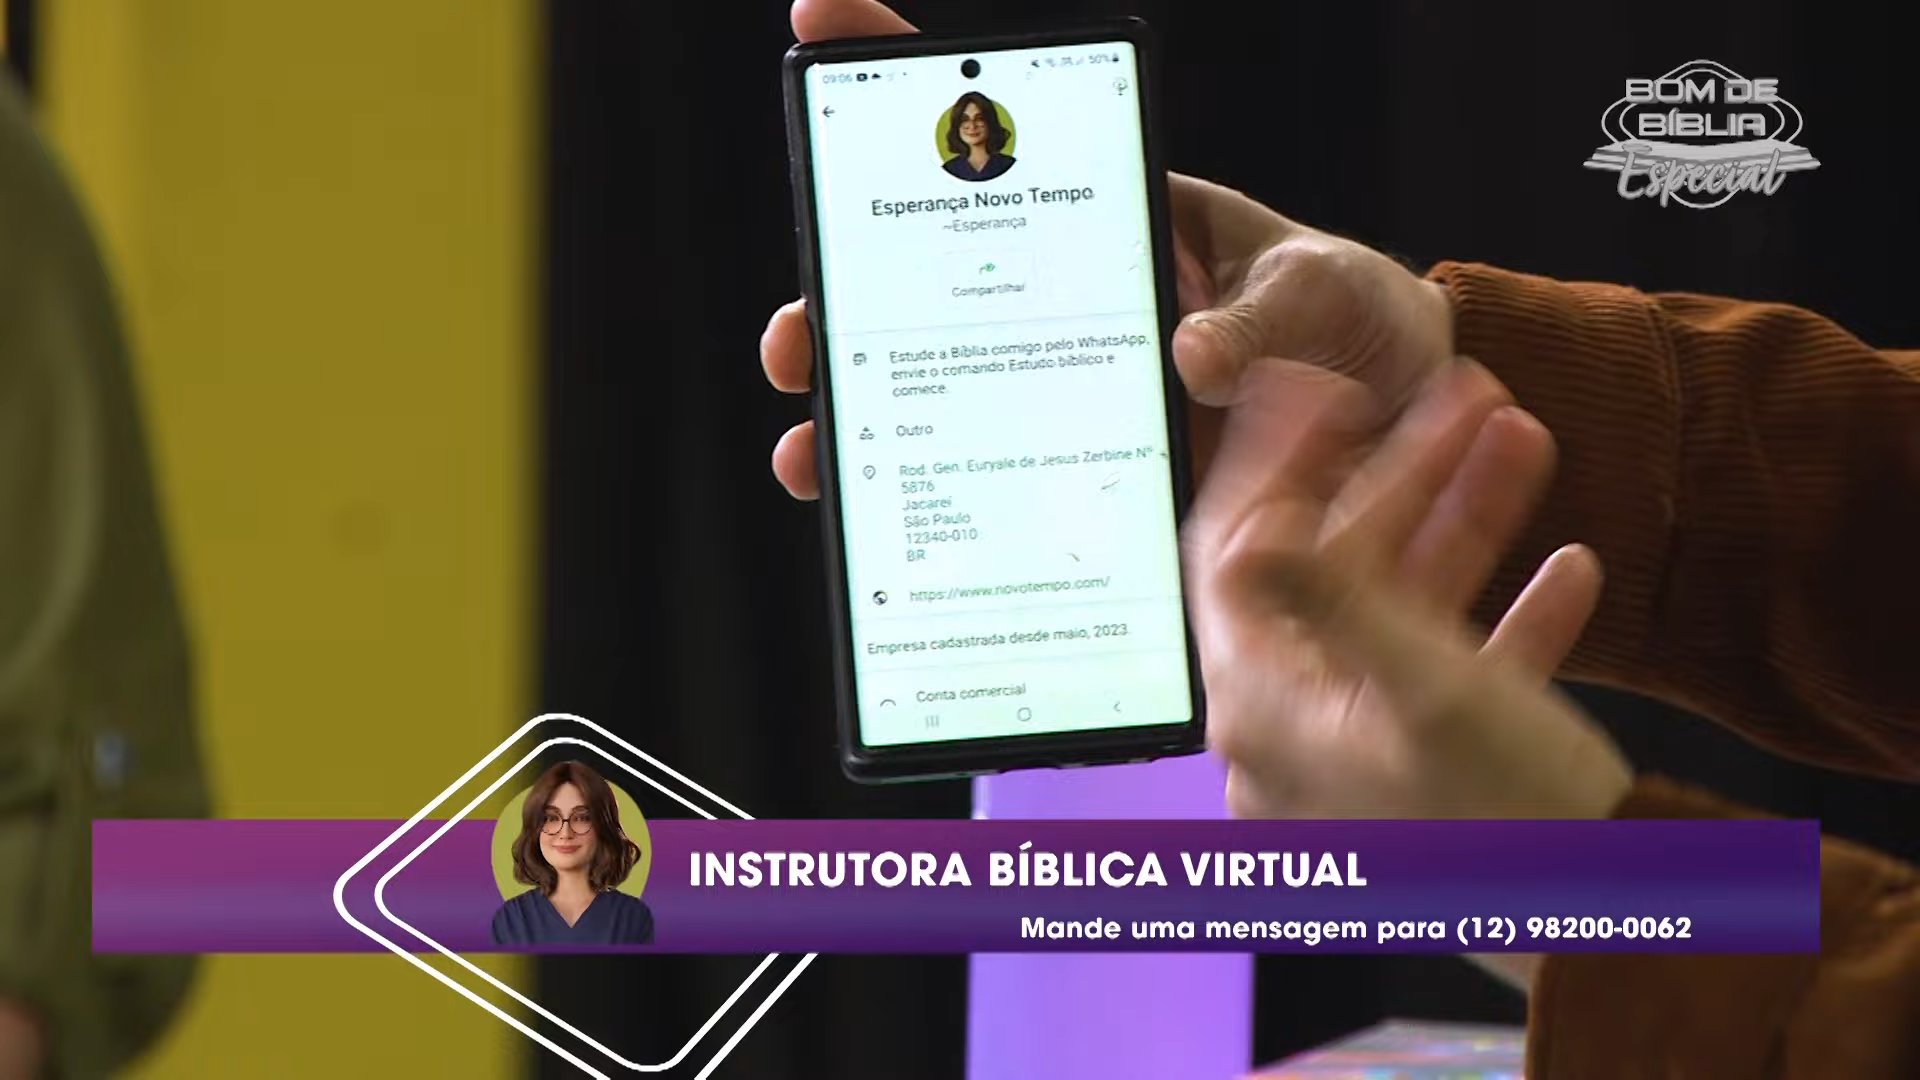 BOM DE
BÍBLIA
Especial
09:06
50%
Esperança Novo Tempo
~Esperança
Compartilhar
Estude a Bíblia comigo pelo WhatsApp,
envie o comando Estudo bíblico e
comece.
Outro
Rod. Gen. Euryale de Jesus Zerbine Nº
5876
Jacareí
São Paulo
12340-010
BR
https://www.novotempo.com/
Empresa cadastrada desde maio, 2023.
Conta comercial
INSTRUTORA BÍBLICA VIRTUAL
Mande uma mensagem para (12) 98200-0062